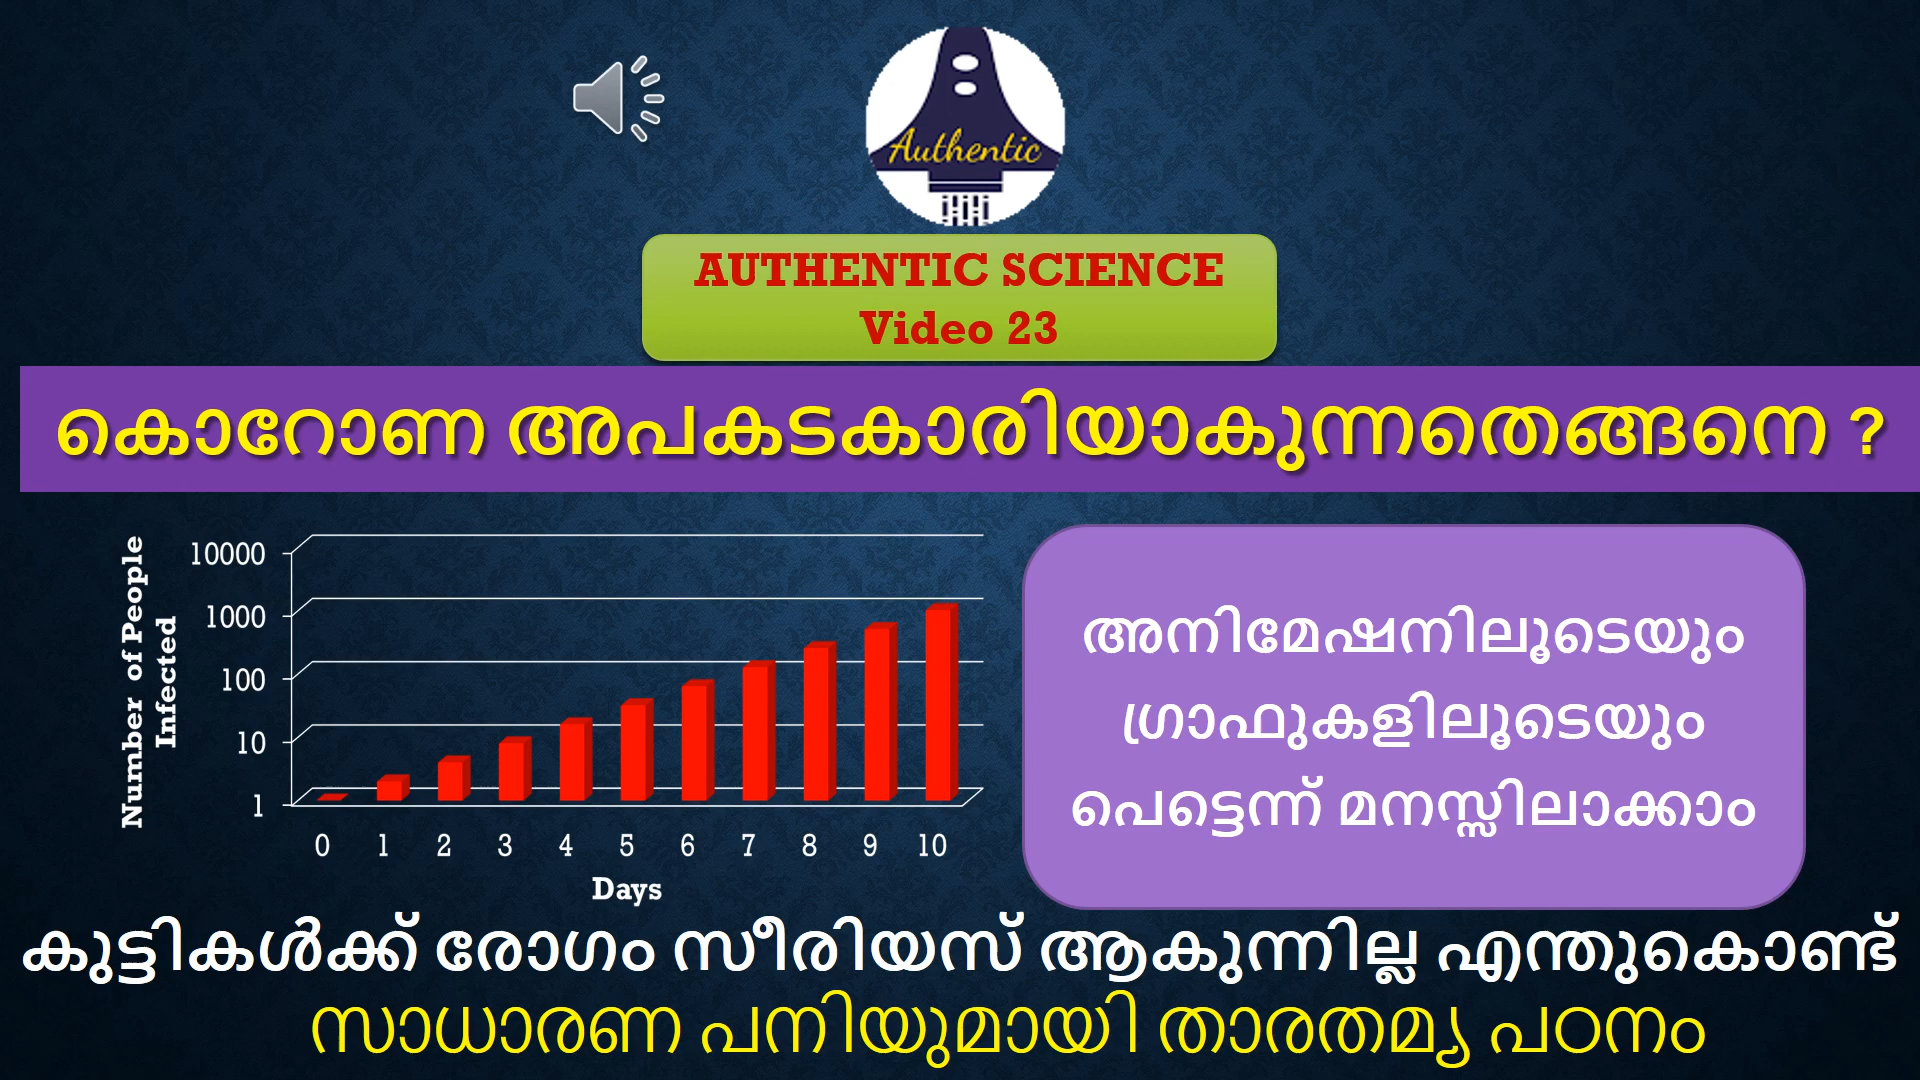 Authentic
AUTHENTIC SCIENCE
Video 23
കൊറോണ അപകടകാരിയാകുന്നതെങ്ങനെ ?
Number of People
Infected
10000
1000
100
10
1
0 1 2 3 4 5 6 7 8 9 10
Days
അനിമേഷനിലൂടെയും
ഗ്രാഫുകളിലൂടെയും
പെട്ടെന്ന് മനസ്സിലാക്കാം
കുട്ടികൾക്ക് രോഗം സീരിയസ് ആകുന്നില്ല എന്തുകൊണ്ട്
സാധാരണ പനിയുമായി താരതമ്യ പഠനം